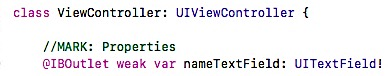 class ViewController: UIViewController {
//MARK: Properties
@IBOutlet weak var nameTextField: UITextField!